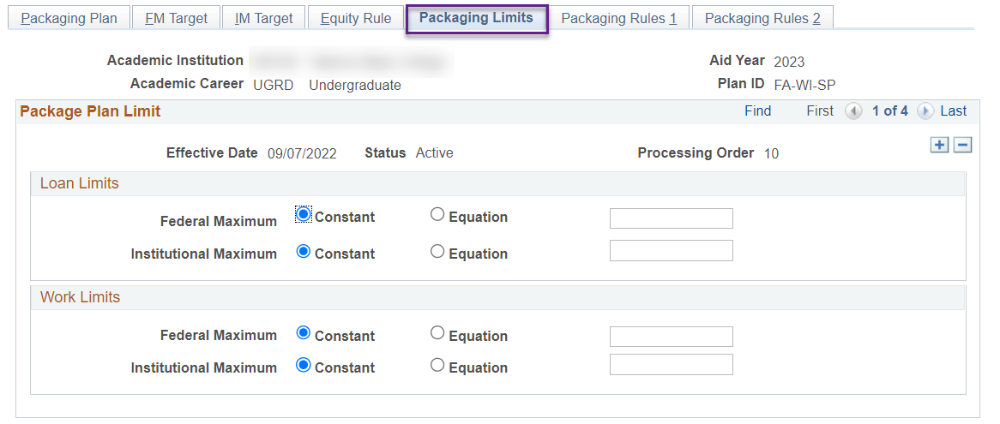 Packaging Plan FM Target IM Target Equity Rule Packaging Limits Packaging Rules 1 Packaging Rules 2
Academic Institution Aid Year 2023
Academic Career UGRD Undergraduate Plan ID FA-WI-SP
Package Plan Limit Find First 1 of 4 Last
Effective Date 09/07/2022 Status Active Processing Order 10
Loan Limits
Federal Maximum Constant Equation
Institutional Maximum Constant Equation
Work Limits
Federal Maximum Constant Equation
Institutional Maximum Constant Equation